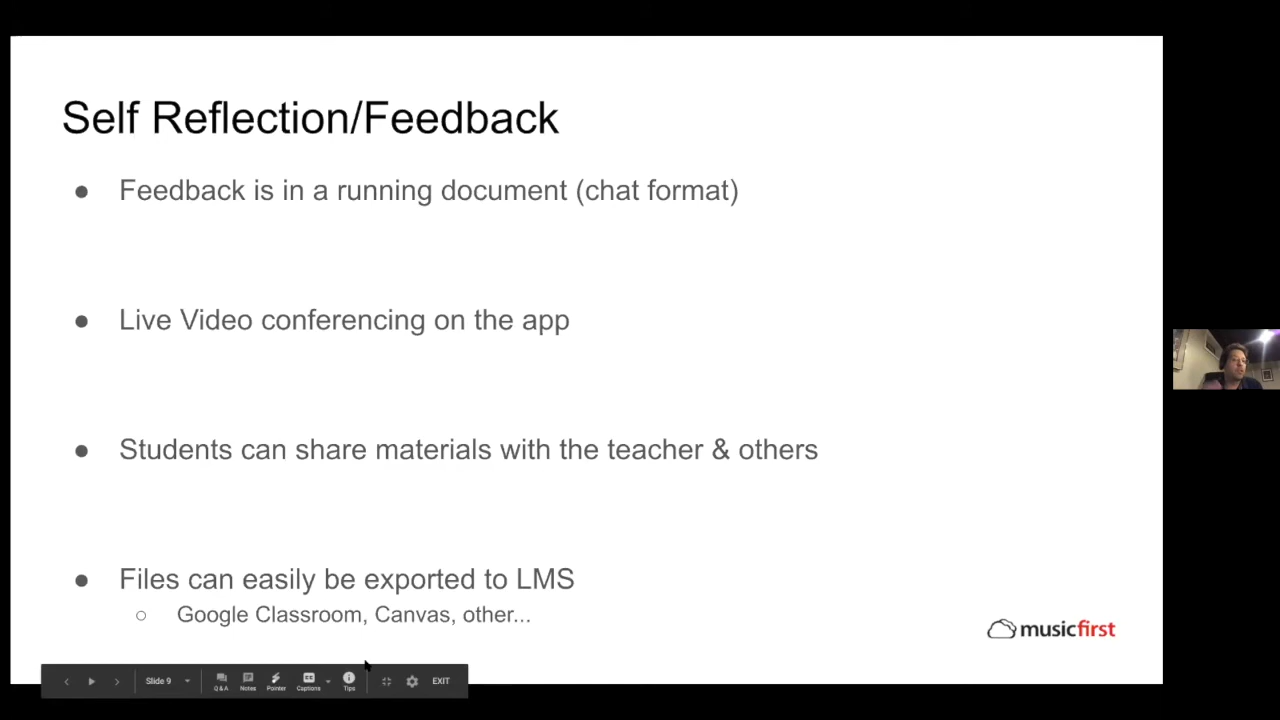 Self Reflection/Feedback
● Feedback is in a running document (chat format)
● Live Video conferencing on the app
● Students can share materials with the teacher & others
● Files can easily be exported to LMS
○ Google Classroom, Canvas, other...
musicfirst
Slide 9
Q&A Notes Pointer Captions Tips EXIT